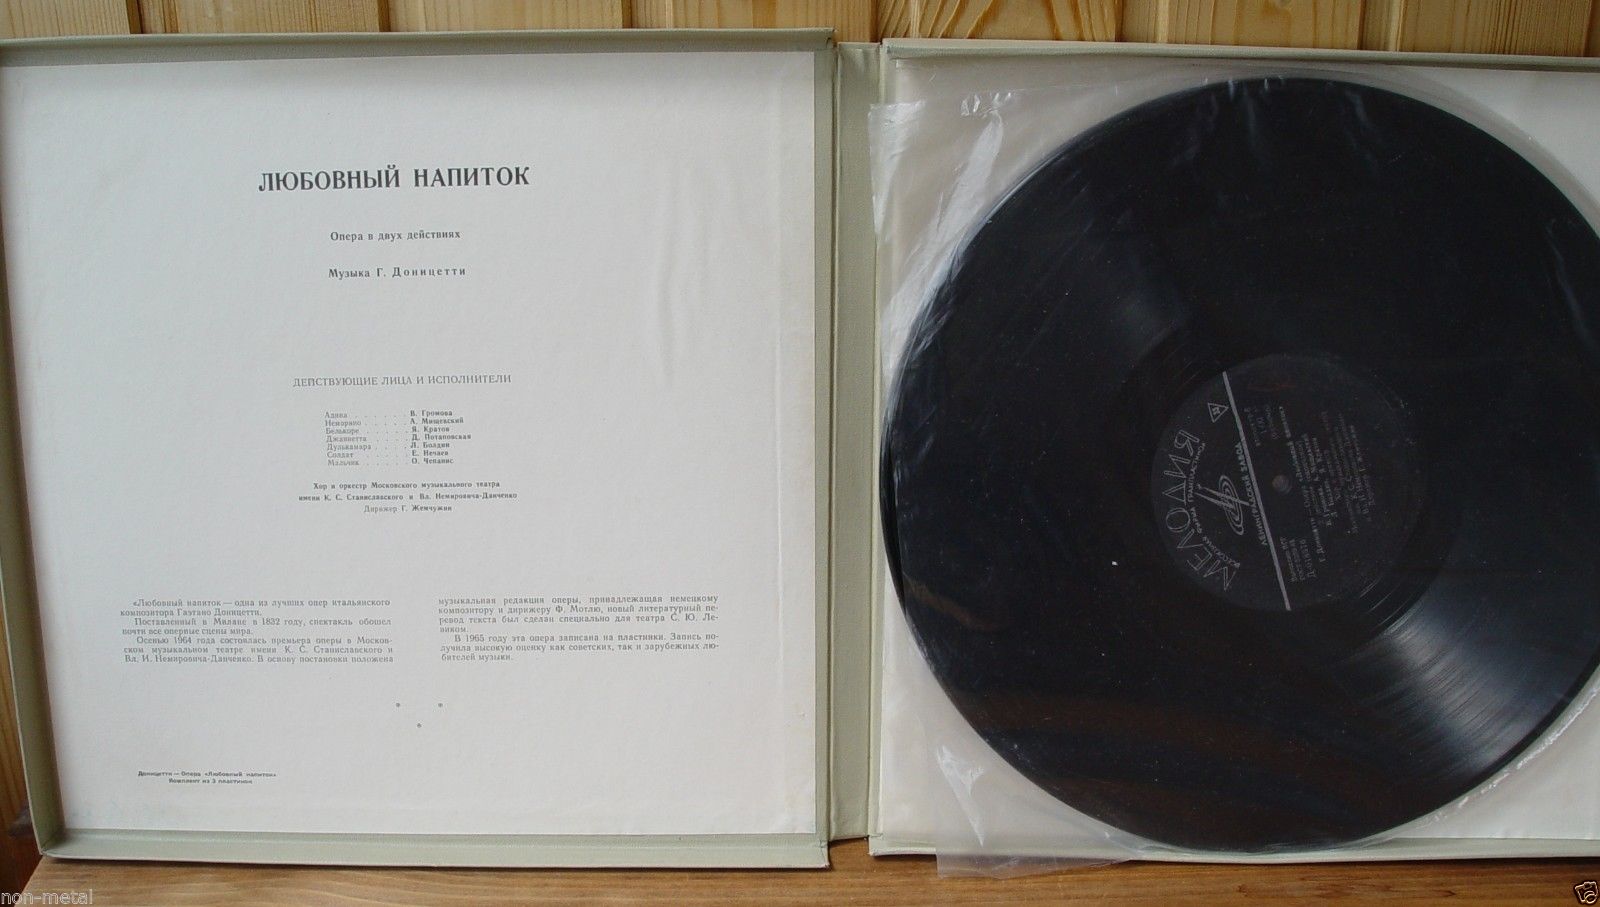 ЛЮБОВНЫЙ НАПИТОК
Опера в двух действиях
Музыка Г. Доницетти
ДЕЙСТВУЮЩИЕ ЛИЦА И ИСПОЛНИТЕЛИ
Адина . . . . . . . В. Громова
Неморино . . . . . А. Мищевский
Белькоре . . . . . Я. Кратов
Джаннетта . . . . Д. Потаповская
Дулькамара . . . . Л. Болдин
Солдат . . . . . Е. Нечаев
Мальчик . . . . . О. Чепанис
Хор и оркестр Московского музыкального театра
имени К. С. Станиславского и Вл. Немировича-Данченко
Дирижер Г. Жемчужин
«Любовный напиток — одна из лучших опер итальянского
композитора Гаэтано Доницетти.
Поставленный в Милане в 1832 году, спектакль обошел
почти все оперные сцены мира.
Осенью 1964 года состоялась премьера оперы в Москов-
ском музыкальном театре имени К. С. Станиславского и
Вл. И. Немировича-Данченко. В основу постановки положена
музыкальная редакция оперы, принадлежащая немецкому
композитору и дирижеру Ф. Мотлю, новый литературный пе-
ревод текста был сделан специально для театра С. Ю. Ле-
виком.
В 1965 году эта опера записана на пластинки. Запись по-
лучила высокую оценку как советских, так и зарубежных лю-
бителей музыки.
* *
*
Доницетти — Опера «Любовный напиток»
Комплект из 3 пластинок
МЕЛОДИЯ
ЛЕНИНГРАДСКИЙ ЗАВОД
non-metal